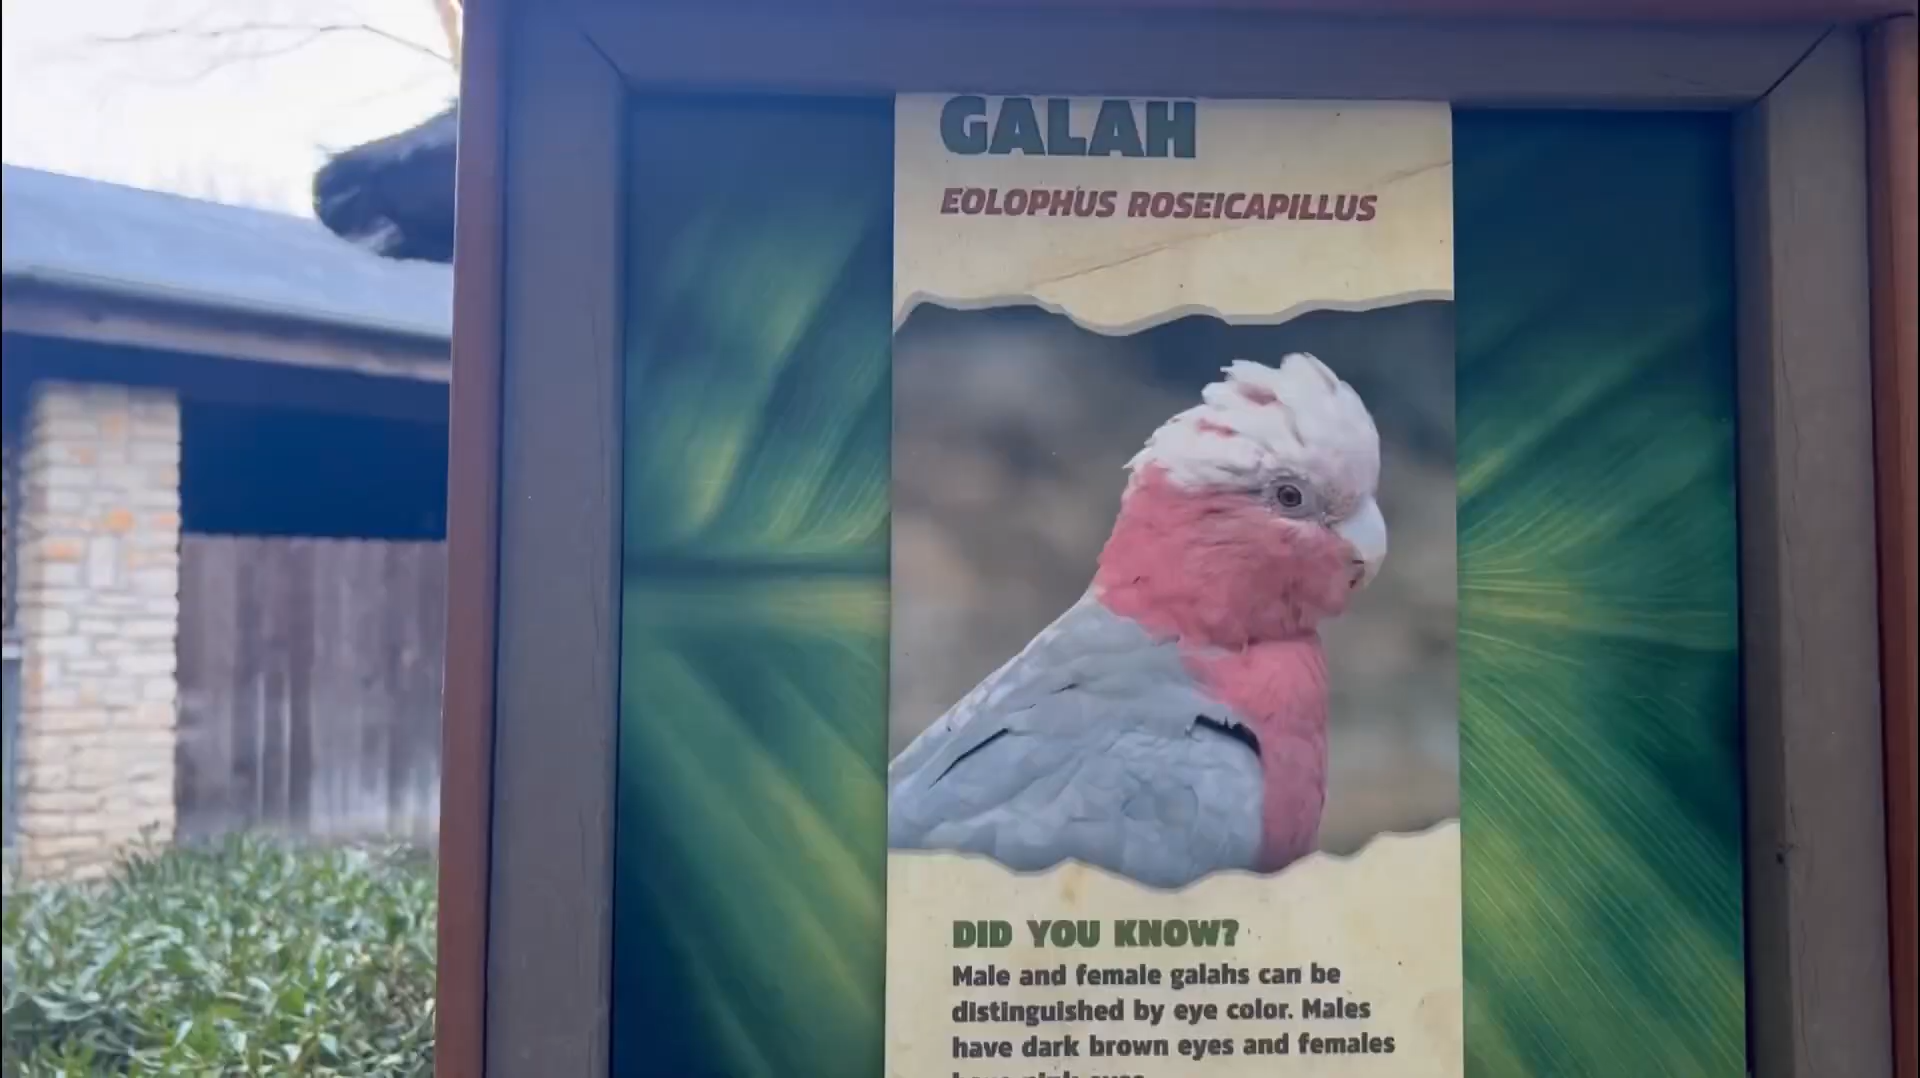 GALAH
EOLOPHUS ROSEICAPILLUS
DID YOU KNOW?
Male and female galahs can be
distinguished by eye color. Males
have dark brown eyes and females